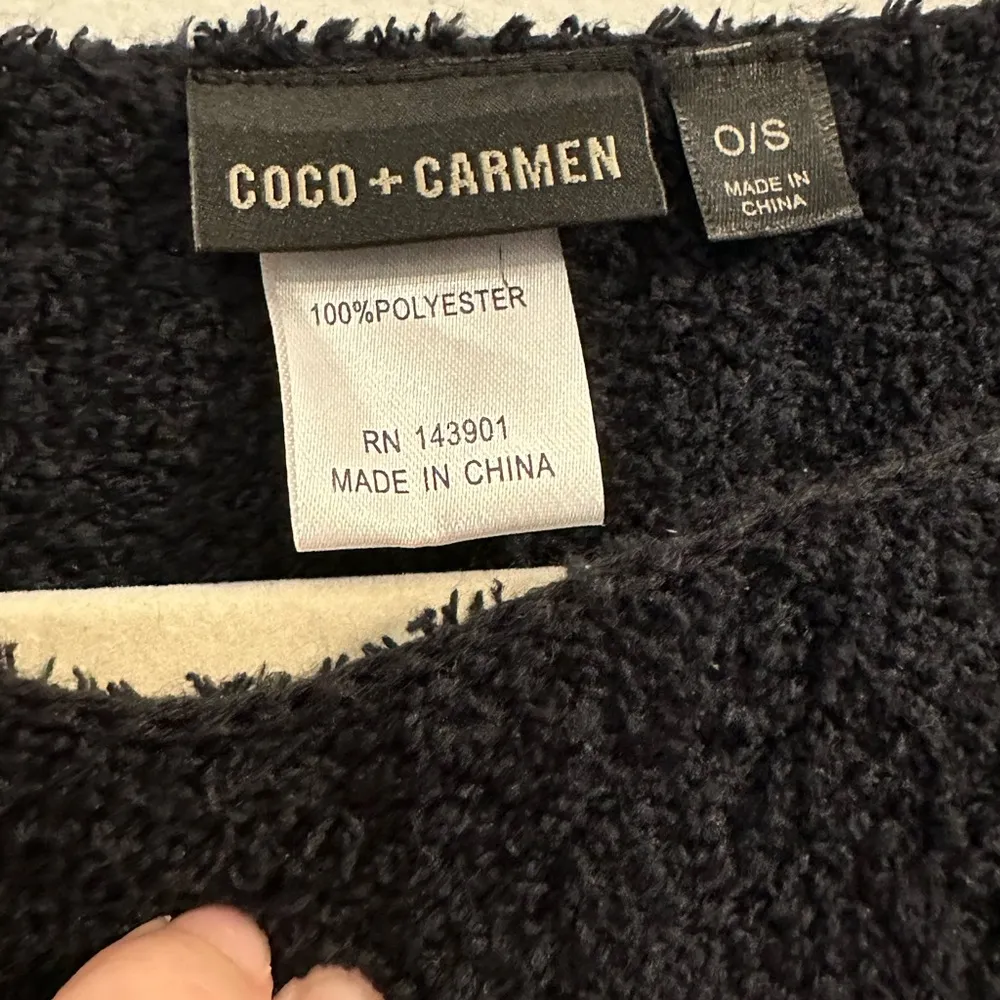 COCO + CARMEN
O/S
MADE IN
CHINA
100%POLYESTER
RN 143901
MADE IN CHINA